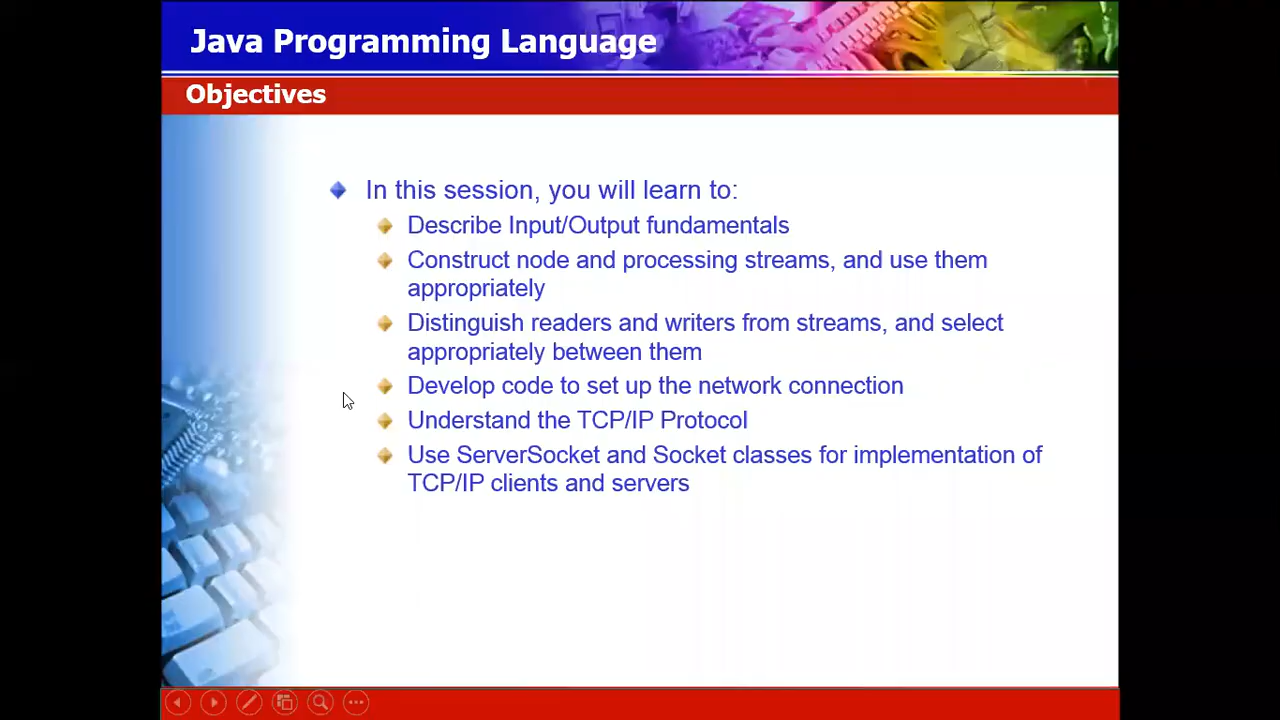 Java Programming Language
Objectives
In this session, you will learn to:
Describe Input/Output fundamentals
Construct node and processing streams, and use them
appropriately
Distinguish readers and writers from streams, and select
appropriately between them
Develop code to set up the network connection
Understand the TCP/IP Protocol
Use ServerSocket and Socket classes for implementation of
TCP/IP clients and servers